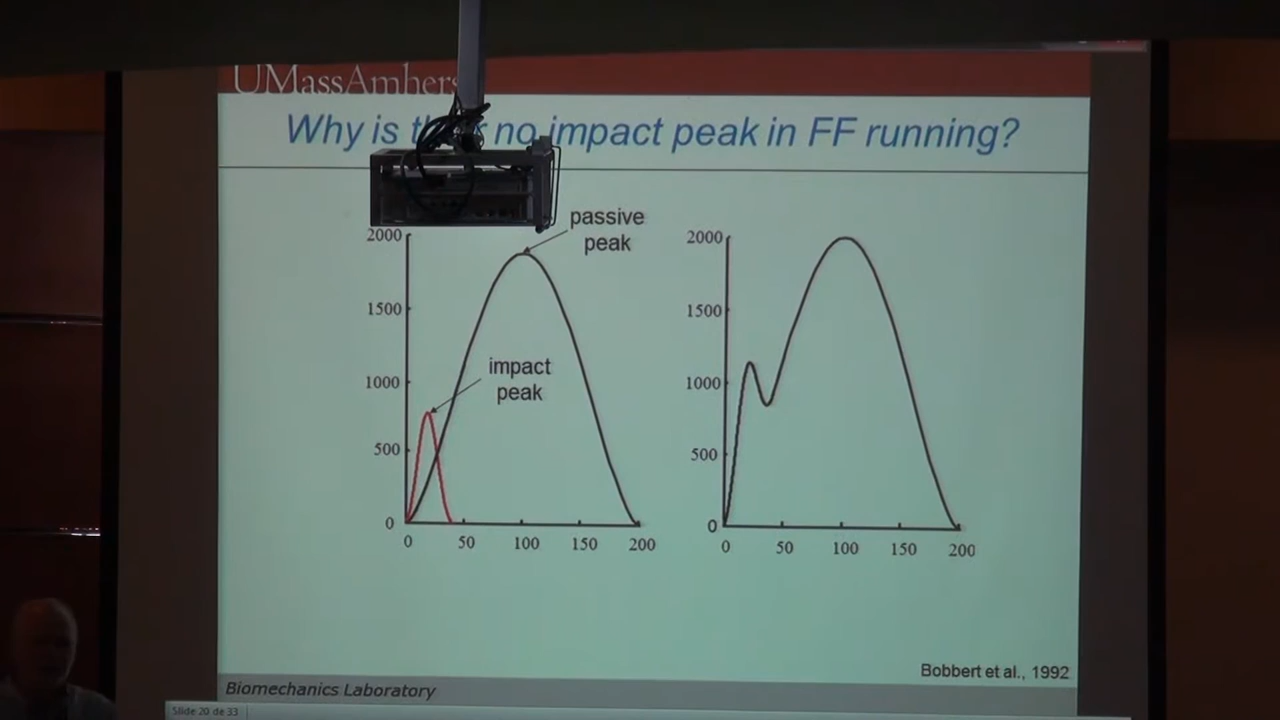 UMassAmhers
Why is no impact peak in FF running?
passive
peak
2000
1500
1000
500
0
impact
peak
0 50 100 150 200
2000
1500
1000
500
0
0 50 100 150 200
Bobbert et al., 1992
Biomechanics Laboratory
Slide 20 de 33